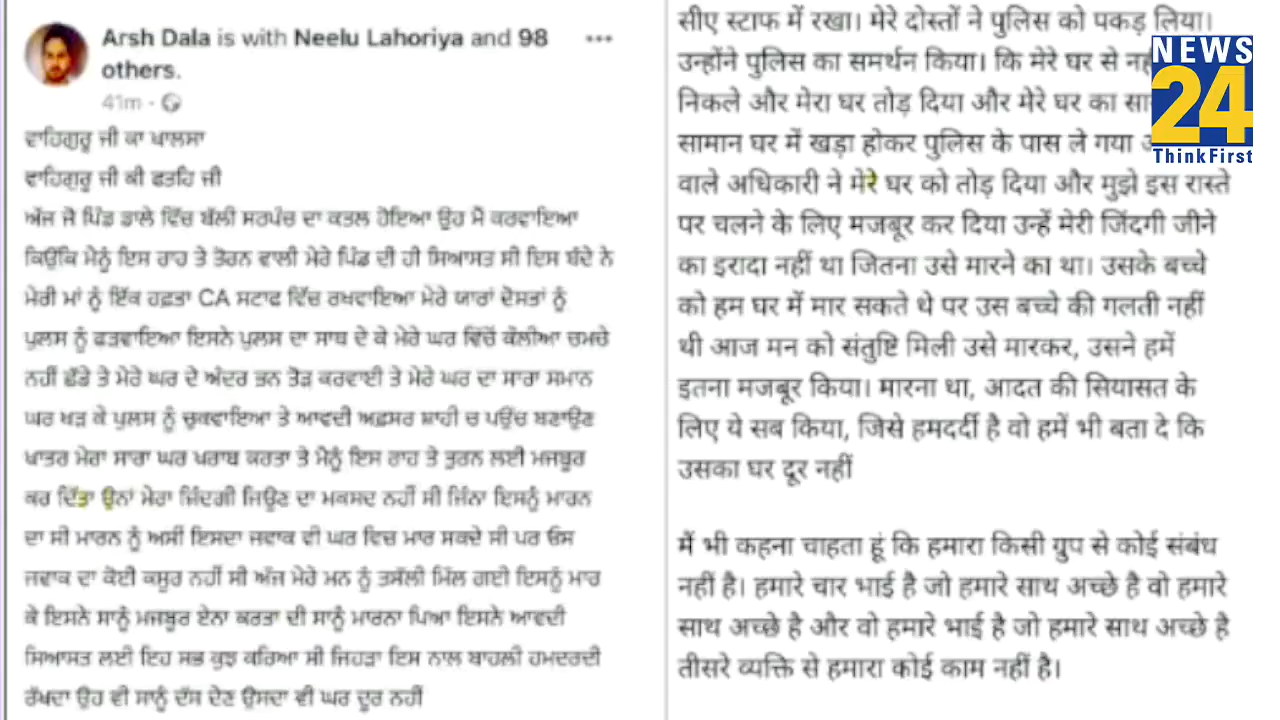 Arsh Dala is with Neelu Lahoriya and 98
others.
41m
ਵਾਹਿਗੁਰੂ ਜੀ ਕਾ ਖਾਲਸਾ
ਵਾਹਿਗੁਰੂ ਜੀ ਕੀ ਫਤਹਿ ਜੀ
ਅੱਜ ਜੋ ਪਿੰਡ ਡਾਲੇ ਵਿੱਚ ਬੱਲੀ ਸਰਪੰਚ ਦਾ ਕਤਲ ਹੋਇਆ ਉਹ ਮੈ ਕਰਵਾਇਆ
ਕਿਉਂਕਿ ਮੈਨੂੰ ਇਸ ਰਾਹ ਤੇ ਤੋਰਨ ਵਾਲੀ ਮੇਰੇ ਪਿੰਡ ਦੀ ਹੀ ਸਿਆਸਤ ਸੀ ਇਸ ਬੰਦੇ ਨੇ
ਮੇਰੀ ਮਾਂ ਨੂੰ ਇੱਕ ਹਫ਼ਤਾ CA ਸਟਾਫ ਵਿੱਚ ਰਖਵਾਇਆ ਮੇਰੇ ਯਾਰਾਂ ਦੋਸਤਾਂ ਨੂੰ
ਪੁਲਸ ਨੂੰ ਫੜਵਾਇਆ ਇਸਨੇ ਪੁਲਸ ਦਾ ਸਾਥ ਦੇ ਕੇ ਮੇਰੇ ਘਰ ਵਿੱਚੋਂ ਕੌਲੀਆ ਚਮਚੇ
ਨਹੀਂ ਛੱਡੇ ਤੇ ਮੇਰੇ ਘਰ ਦੇ ਅੰਦਰ ਭਨ ਤੋੜ ਕਰਵਾਈ ਤੇ ਮੇਰੇ ਘਰ ਦਾ ਸਾਰਾ ਸਮਾਨ
ਘਰ ਖੜ ਕੇ ਪੁਲਸ ਨੂੰ ਚੁਕਵਾਇਆ ਤੇ ਆਵਦੀ ਅਫ਼ਸਰ ਸ਼ਾਹੀ ਚ ਪਉਂਚ ਬਣਾਉਣ
ਖਾਤਰ ਮੇਰਾ ਸਾਰਾ ਘਰ ਖਰਾਬ ਕਰਤਾ ਤੇ ਮੈਨੂੰ ਇਸ ਰਾਹ ਤੇ ਤੁਰਨ ਲਈ ਮਜਬੂਰ
ਕਰ ਦਿੱਤਾ ਉਨਾਂ ਮੇਰਾ ਜ਼ਿੰਦਗੀ ਜਿਉਣ ਦਾ ਮਕਸਦ ਨਹੀਂ ਸੀ ਜਿੰਨਾ ਇਸਨੂੰ ਮਾਰਨ
ਦਾ ਸੀ ਮਾਰਨ ਨੂੰ ਅਸੀਂ ਇਸਦਾ ਜਵਾਕ ਵੀ ਘਰ ਵਿਚ ਮਾਰ ਸਕਦੇ ਸੀ ਪਰ ਓਸ
ਜਵਾਕ ਦਾ ਕੋਈ ਕਸੂਰ ਨਹੀਂ ਸੀ ਅੱਜ ਮੇਰੇ ਮਨ ਨੂੰ ਤਸੱਲੀ ਮਿੱਲ ਗਈ ਇਸਨੂੰ ਮਾਰ
ਕੇ ਇਸਨੇ ਸਾਨੂੰ ਮਜਬੂਰ ਏਨਾ ਕਰਤਾ ਦੀ ਸਾਨੂੰ ਮਾਰਨਾ ਪਿਆ ਇਸਨੇ ਆਵਦੀ
ਸਿਆਸਤ ਲਈ ਇਹ ਸਭ ਕੁਝ ਕਰਿਆ ਸੀ ਜਿਹੜਾ ਇਸ ਨਾਲ ਬਾਹਲੀ ਹਮਦਰਦੀ
ਰੱਖਦਾ ਉਹ ਵੀ ਸਾਨੂੰ ਦੱਸ ਦੇਣ ਉਸਦਾ ਵੀ ਘਰ ਦੂਰ ਨਹੀਂ
सीए स्टाफ में रखा। मेरे दोस्तों ने पुलिस को पकड़ लिया।
उन्होंने पुलिस का समर्थन किया। कि मेरे घर से
निकले और मेरा घर तोड़ दिया और मेरे घर का
सामान घर में खड़ा होकर पुलिस के पास ले गया
वाले अधिकारी ने मेरे घर को तोड़ दिया और मुझे इस रास्ते
पर चलने के लिए मजबूर कर दिया उन्हें मेरी जिंदगी जीने
का इरादा नहीं था जितना उसे मारने का था। उसके बच्चे
को हम घर में मार सकते थे पर उस बच्चे की गलती नहीं
थी आज मन को संतुष्टि मिली उसे मारकर, उसने हमें
इतना मजबूर किया। मारना था, आदत की सियासत के
लिए ये सब किया, जिसे हमदर्दी है वो हमें भी बता दे कि
उसका घर दूर नहीं
में भी कहना चाहता हूं कि हमारा किसी ग्रुप से कोई संबंध
नहीं है। हमारे चार भाई है जो हमारे साथ अच्छे है वो हमारे
साथ अच्छे है और वो हमारे भाई है जो हमारे साथ अच्छे है
तीसरे व्यक्ति से हमारा कोई काम नहीं है।
NEWS
24
ThinkFirst